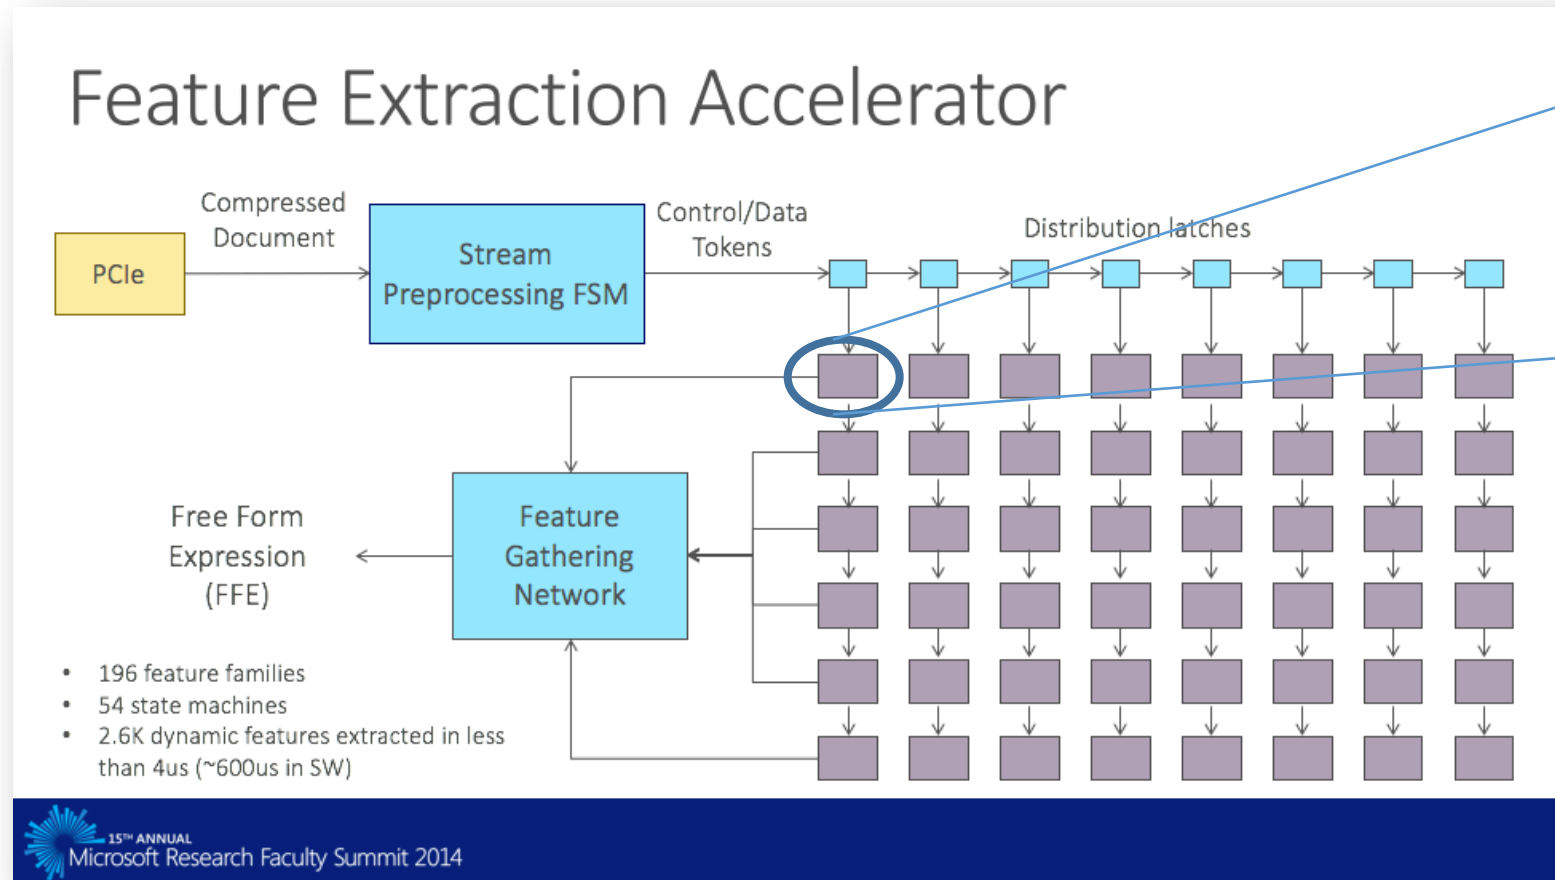 Feature Extraction Accelerator
Compressed
Document
Control/Data
Tokens
Distribution latches
PCIe
Stream
Preprocessing FSM
Free Form
Expression
(FFE)
Feature
Gathering
Network
• 196 feature families
• 54 state machines
• 2.6K dynamic features extracted in less
than 4us (~600us in SW)
15TH ANNUAL
Microsoft Research Faculty Summit 2014